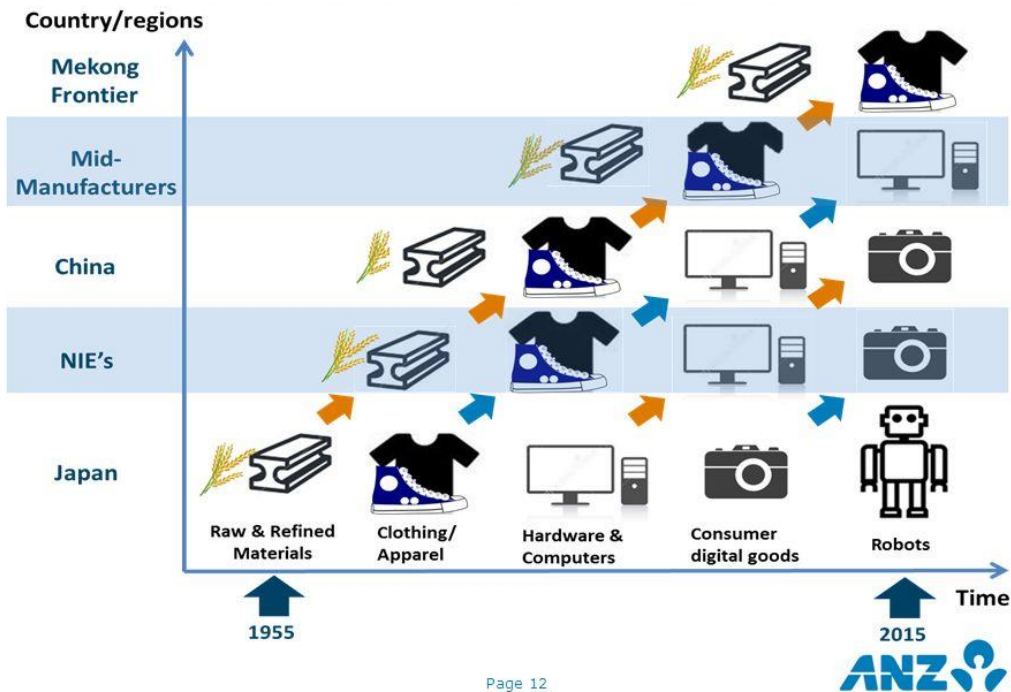 Country/regions
Mekong
Frontier
Mid-
Manufacturers
China
NIE's
Japan
Raw & Refined
Materials
Clothing/
Apparel
Hardware &
Computers
Consumer
digital goods
Robots
Time
1955
2015
Page 12
ANZ